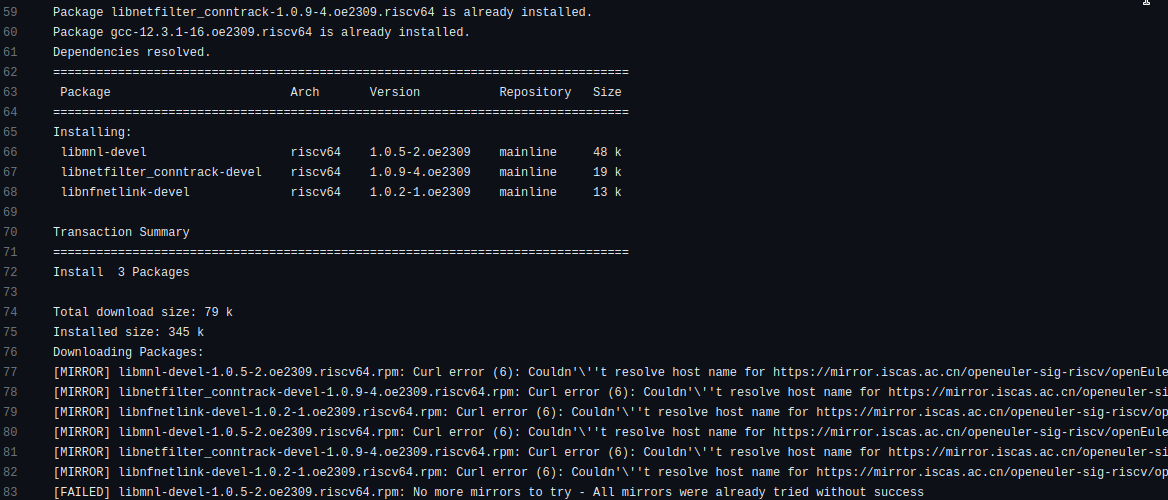 59 Package libnetfilter_conntrack-1.0.9-4.oe2309.riscv64 is already installed.
60 Package gcc-12.3.1-16.oe2309.riscv64 is already installed.
61 Dependencies resolved.
62 ================================================================================
63 Package Arch Version Repository Size
64 ================================================================================
65 Installing:
66 libmnl-devel riscv64 1.0.5-2.oe2309 mainline 48 k
67 libnetfilter_conntrack-devel riscv64 1.0.9-4.oe2309 mainline 19 k
68 libnfnetlink-devel riscv64 1.0.2-1.oe2309 mainline 13 k
69
70 Transaction Summary
71 ================================================================================
72 Install  3 Packages
73
74 Total download size: 79 k
75 Installed size: 345 k
76 Downloading Packages:
77 [MIRROR] libmnl-devel-1.0.5-2.oe2309.riscv64.rpm: Curl error (6): Couldn'\''t resolve host name for https://mirror.iscas.ac.cn/openeuler-sig-riscv/openEule
78 [MIRROR] libnetfilter_conntrack-devel-1.0.9-4.oe2309.riscv64.rpm: Curl error (6): Couldn'\''t resolve host name for https://mirror.iscas.ac.cn/openeuler-si
79 [MIRROR] libnfnetlink-devel-1.0.2-1.oe2309.riscv64.rpm: Curl error (6): Couldn'\''t resolve host name for https://mirror.iscas.ac.cn/openeuler-sig-riscv/op
80 [MIRROR] libmnl-devel-1.0.5-2.oe2309.riscv64.rpm: Curl error (6): Couldn'\''t resolve host name for https://mirror.iscas.ac.cn/openeuler-sig-riscv/openEule
81 [MIRROR] libnetfilter_conntrack-devel-1.0.9-4.oe2309.riscv64.rpm: Curl error (6): Couldn'\''t resolve host name for https://mirror.iscas.ac.cn/openeuler-si
82 [MIRROR] libnfnetlink-devel-1.0.2-1.oe2309.riscv64.rpm: Curl error (6): Couldn'\''t resolve host name for https://mirror.iscas.ac.cn/openeuler-sig-riscv/op
83 [FAILED] libmnl-devel-1.0.5-2.oe2309.riscv64.rpm: No more mirrors to try - All mirrors were already tried without success